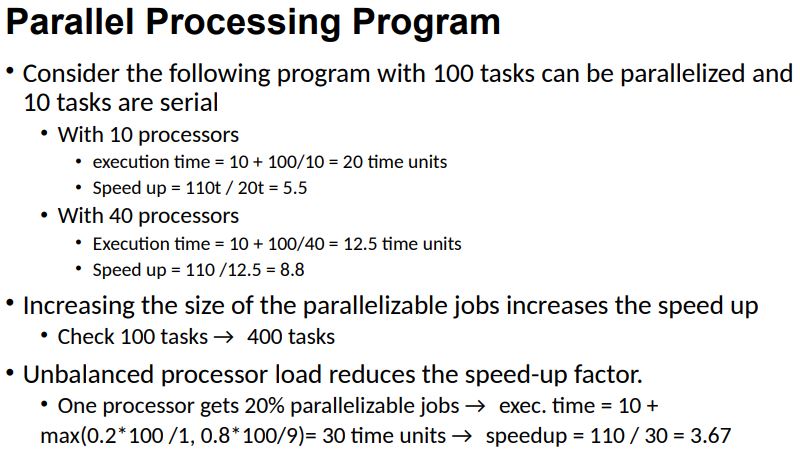 Parallel Processing Program
• Consider the following program with 100 tasks can be parallelized and
10 tasks are serial
• With 10 processors
• execution time = 10 + 100/10 = 20 time units
• Speed up = 110t / 20t = 5.5
• With 40 processors
• Execution time = 10 + 100/40 = 12.5 time units
• Speed up = 110 /12.5 = 8.8
• Increasing the size of the parallelizable jobs increases the speed up
• Check 100 tasks → 400 tasks
• Unbalanced processor load reduces the speed-up factor.
• One processor gets 20% parallelizable jobs → exec. time = 10 +
max(0.2*100 /1, 0.8*100/9)= 30 time units → speedup = 110 / 30 = 3.67